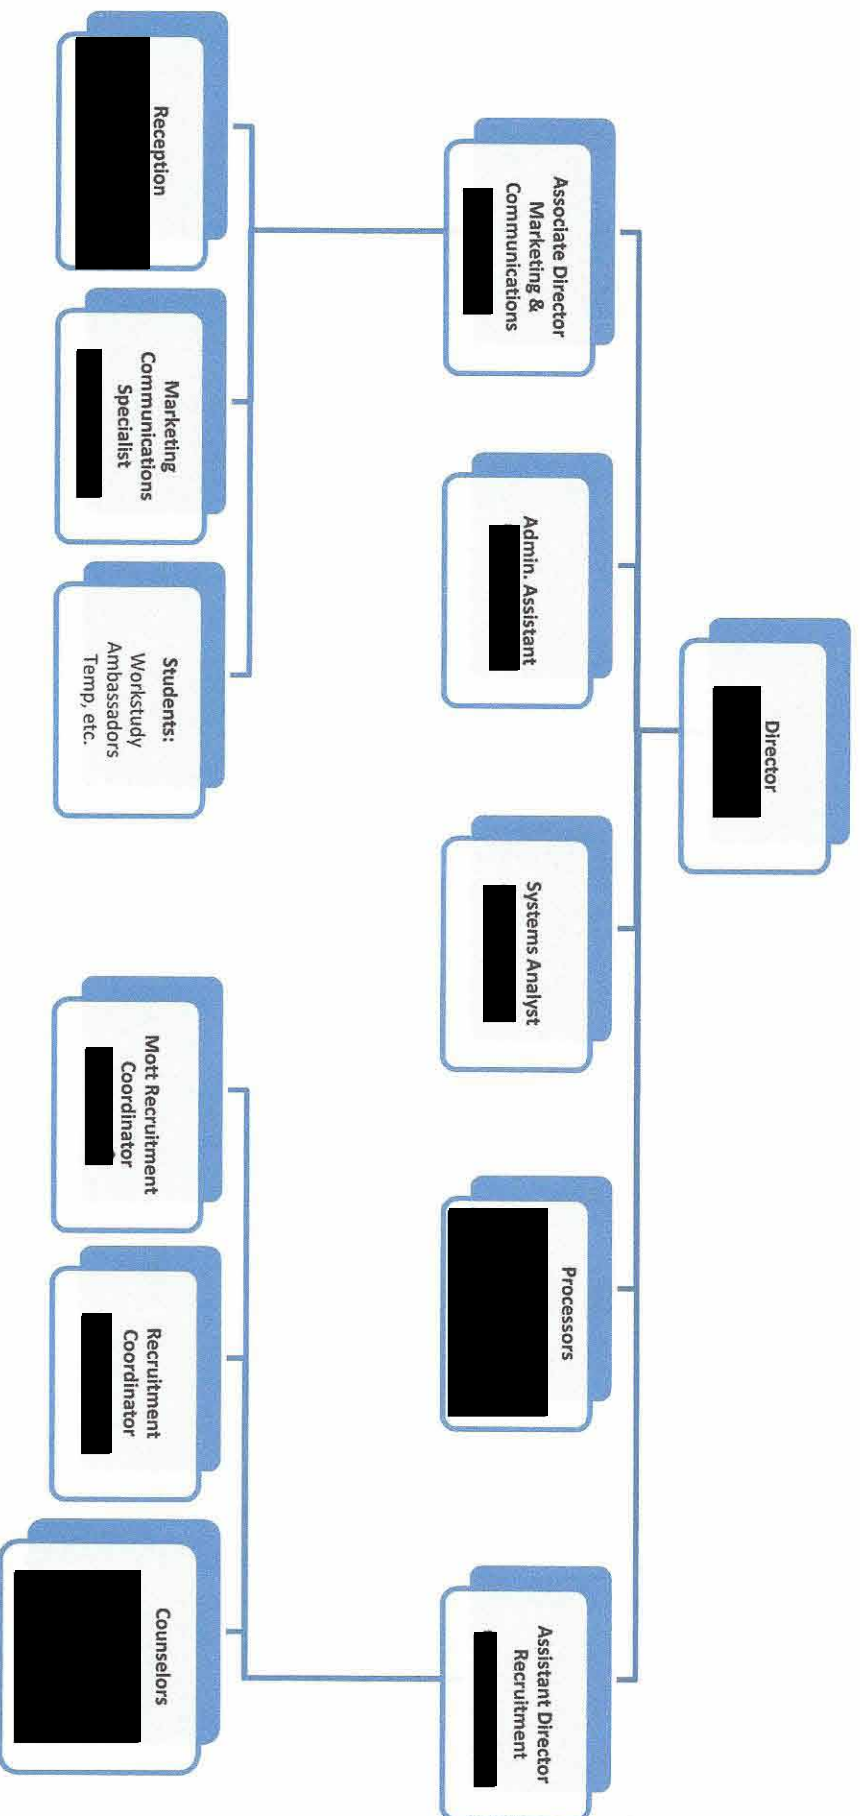 Director
Associate Director
Marketing &
Communications
Admin. Assistant
Systems Analyst
Processors
Assistant Director
Recruitment
Reception
Marketing
Communications
Specialist
Students:
Workstudy
Ambassadors
Temp, etc.
Mott Recruitment
Coordinator
Recruitment
Coordinator
Counselors